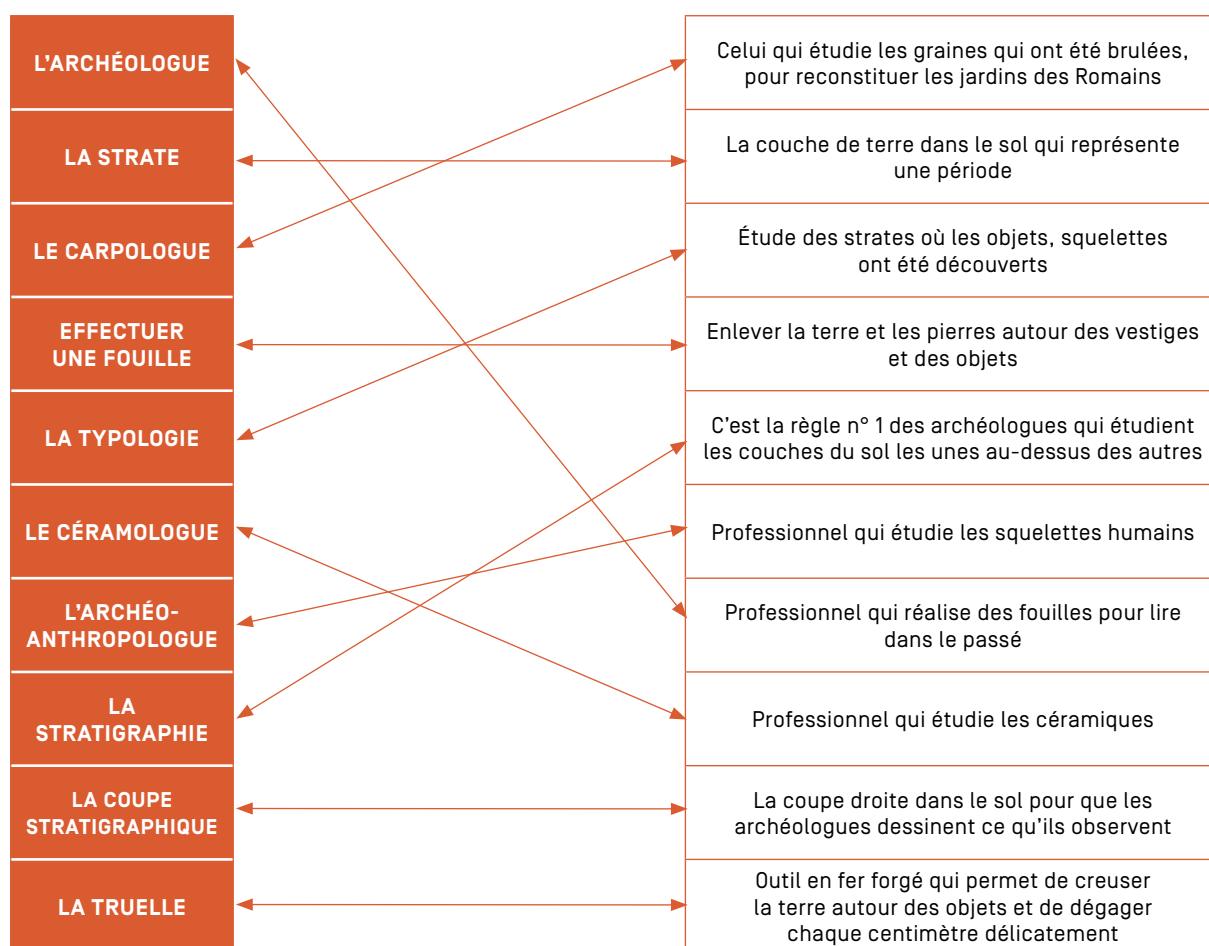 L'ARCHÉOLOGUE
Celui qui étudie les graines qui ont été brulées,
pour reconstituer les jardins des Romains
LA STRATE
La couche de terre dans le sol qui représente
une période
LE CARPOLOGUE
Étude des strates où les objets, squelettes
ont été découverts
EFFECTUER
UNE FOUILLE
Enlever la terre et les pierres autour des vestiges
et des objets
LA TYPOLOGIE
C'est la règle n° 1 des archéologues qui étudient
les couches du sol les unes au-dessus des autres
LE CÉRAMOLOGUE
Professionnel qui étudie les squelettes humains
L'ARCHÉO-
ANTHROPOLOGUE
Professionnel qui réalise des fouilles pour lire
dans le passé
LA
STRATIGRAPHIE
Professionnel qui étudie les céramiques
LA COUPE
STRATIGRAPHIQUE
La coupe droite dans le sol pour que les
archéologues dessinent ce qu'ils observent
LA TRUELLE
Outil en fer forgé qui permet de creuser
la terre autour des objets et de dégager
chaque centimètre délicatement